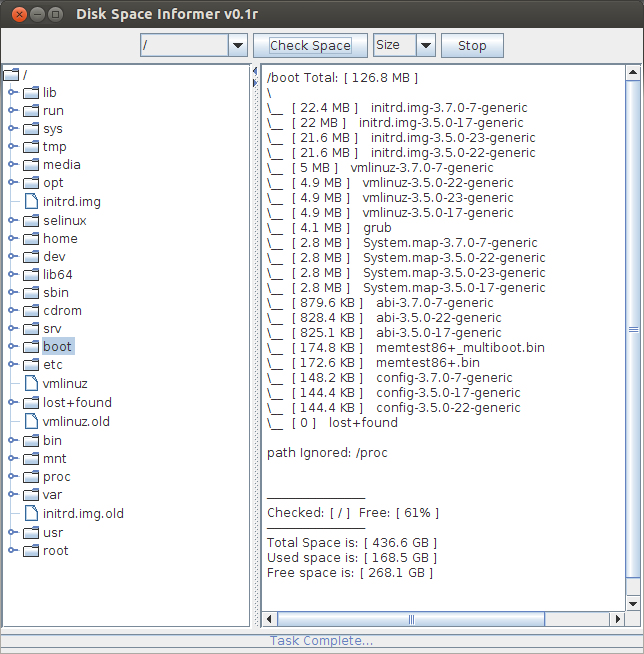 Disk Space Informer v0.1r
/
Check Space
Size
Stop
/
lib
run
sys
tmp
media
opt
initrd.img
selinux
home
dev
lib64
sbin
cdrom
srv
boot
etc
vmlinuz
lost+found
vmlinuz.old
bin
mnt
proc
var
initrd.img.old
usr
root
/boot Total: [ 126.8 MB ]
\
\__ [ 22.4 MB ] initrd.img-3.7.0-7-generic
\__ [ 22 MB ] initrd.img-3.5.0-17-generic
\__ [ 21.6 MB ] initrd.img-3.5.0-23-generic
\__ [ 21.6 MB ] initrd.img-3.5.0-22-generic
\__ [ 5 MB ] vmlinuz-3.7.0-7-generic
\__ [ 4.9 MB ] vmlinuz-3.5.0-22-generic
\__ [ 4.9 MB ] vmlinuz-3.5.0-23-generic
\__ [ 4.9 MB ] vmlinuz-3.5.0-17-generic
\__ [ 4.1 MB ] grub
\__ [ 2.8 MB ] System.map-3.7.0-7-generic
\__ [ 2.8 MB ] System.map-3.5.0-22-generic
\__ [ 2.8 MB ] System.map-3.5.0-23-generic
\__ [ 2.8 MB ] System.map-3.5.0-17-generic
\__ [ 879.6 KB ] abi-3.7.0-7-generic
\__ [ 828.4 KB ] abi-3.5.0-22-generic
\__ [ 825.1 KB ] abi-3.5.0-17-generic
\__ [ 174.8 KB ] memtest86+_multiboot.bin
\__ [ 172.6 KB ] memtest86+.bin
\__ [ 148.2 KB ] config-3.7.0-7-generic
\__ [ 144.4 KB ] config-3.5.0-17-generic
\__ [ 144.4 KB ] config-3.5.0-22-generic
\__ [ 0 ] lost+found
path Ignored: /proc
Checked: [ / ] Free: [ 61% ]
Total Space is: [ 436.6 GB ]
Used space is: [ 168.5 GB ]
Free space is: [ 268.1 GB ]
Task Complete...